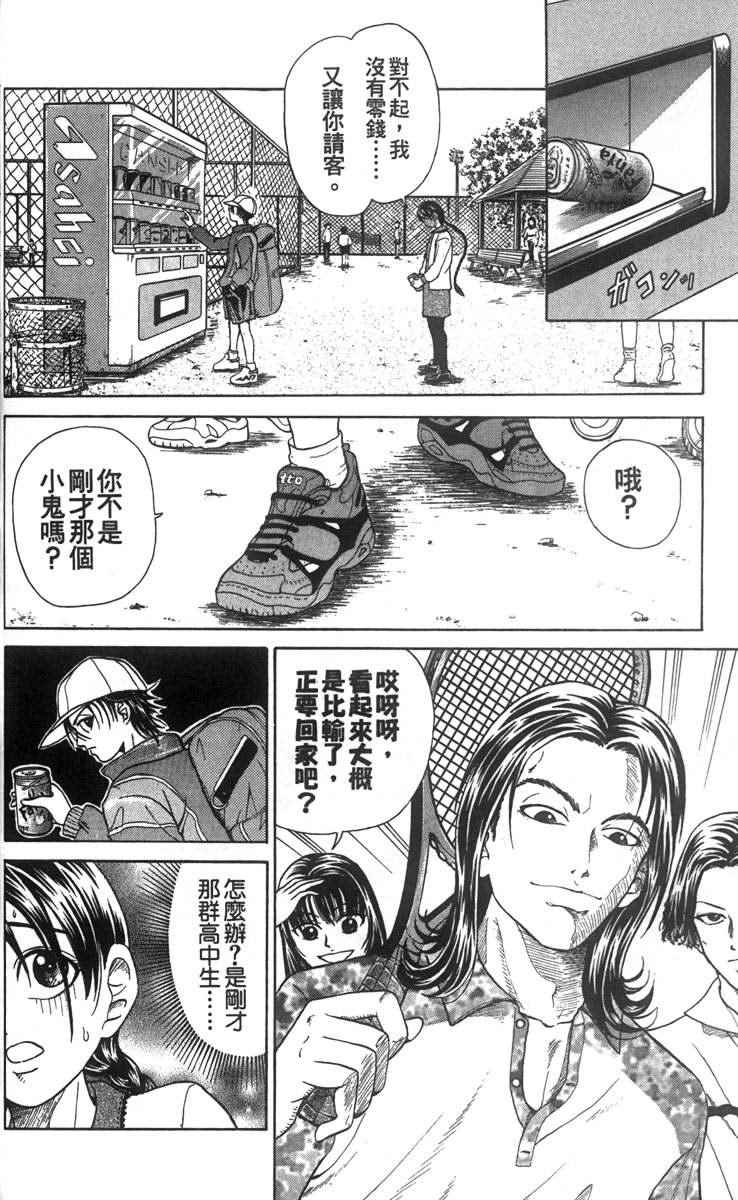 ガコンッ
Fanta
對不起，我
沒有零錢……
又讓你請客。
Asahi
哦？
你不是
剛才那個
小鬼嗎？
tto
哎呀呀，
看起來大概
是比輸了，
正要回家吧？
怎麼辦？是剛才
那群高中生……